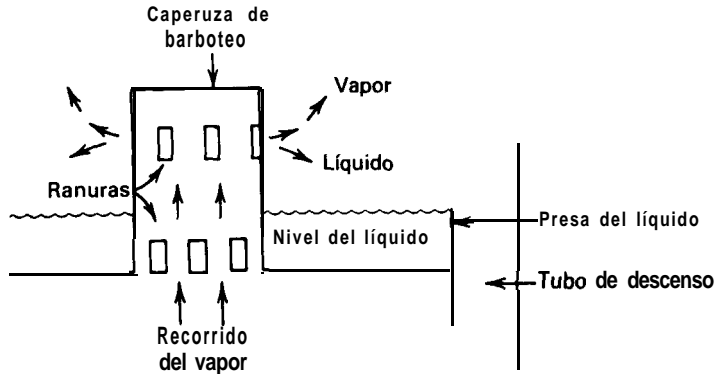 Caperuza de
barboteo
Vapor
Líquido
Ranuras
Nivel del líquido
Presa del líquido
Tubo de descenso
Recorrido
del vapor